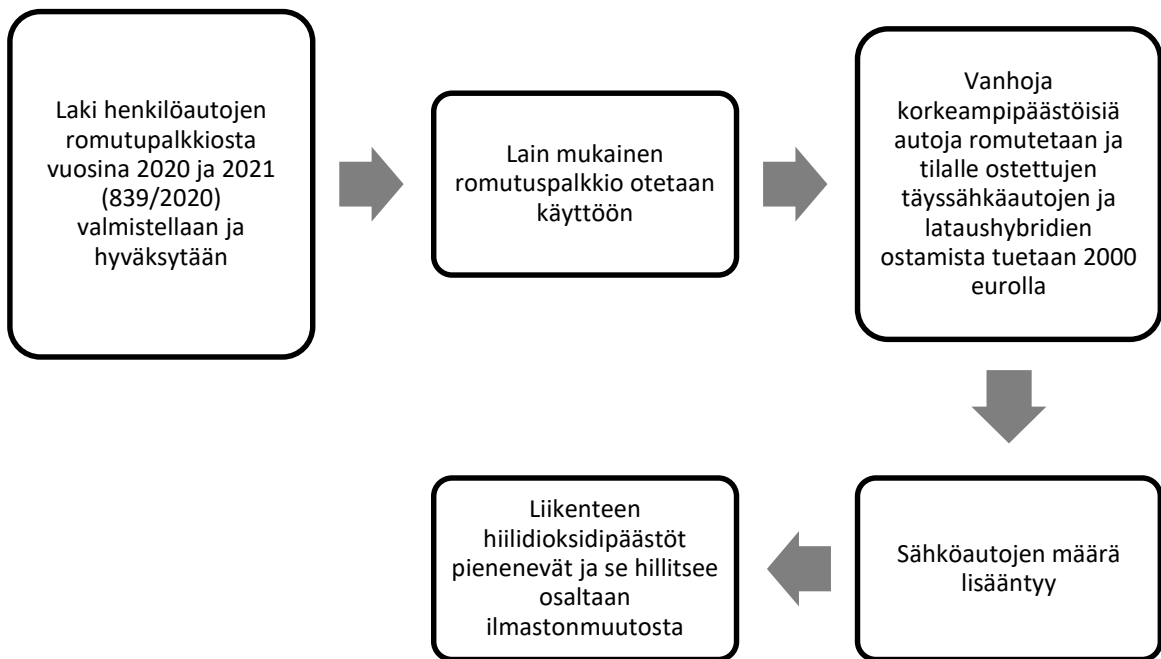 Laki henkilöautojen
romutupalkkiosta
vuosina 2020 ja 2021
(839/2020)
valmistellaan ja
hyväksytään
Lain mukainen
romutuspalkkio otetaan
käyttöön
Vanhoja
korkeampipäästöisiä
autoja romutetaan ja
tilalle ostettujen
täyssähkäautojen ja
lataushybridien
ostamista tuetaan 2000
eurolla
Sähköautojen määrä
lisääntyy
Liikenteen
hiilidioksidipäästöt
pienenevät ja se hillitsee
osaltaan
ilmastonmuutosta